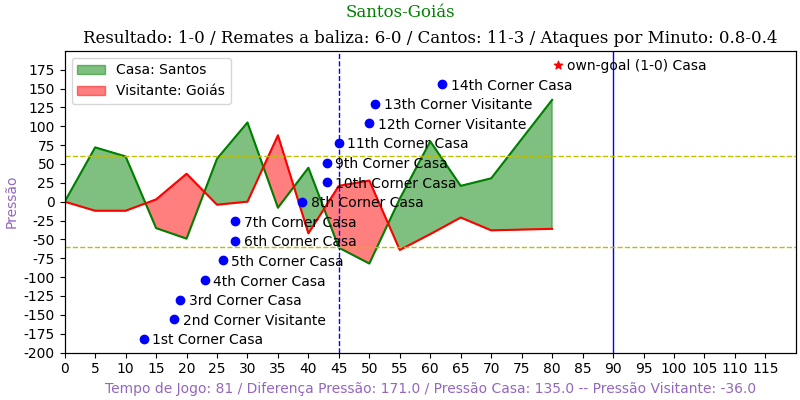 Santos-Goiás
Resultado: 1-0 / Remates a baliza: 6-0 / Cantos: 11-3 / Ataques por Minuto: 0.8-0.4
Casa: Santos
Visitante: Goiás
own-goal (1-0) Casa
14th Corner Casa
13th Corner Visitante
12th Corner Visitante
11th Corner Casa
9th Corner Casa
10th Corner Casa
8th Corner Casa
7th Corner Casa
6th Corner Casa
5th Corner Casa
4th Corner Casa
3rd Corner Casa
2nd Corner Visitante
1st Corner Casa
Pressão
175
150
125
100
75
50
25
0
-25
-50
-75
-100
-125
-150
-175
-200
0 5 10 15 20 25 30 35 40 45 50 55 60 65 70 75 80 85 90 95 100 105 110 115
Tempo de Jogo: 81 / Diferença Pressão: 171.0 / Pressão Casa: 135.0 -- Pressão Visitante: -36.0